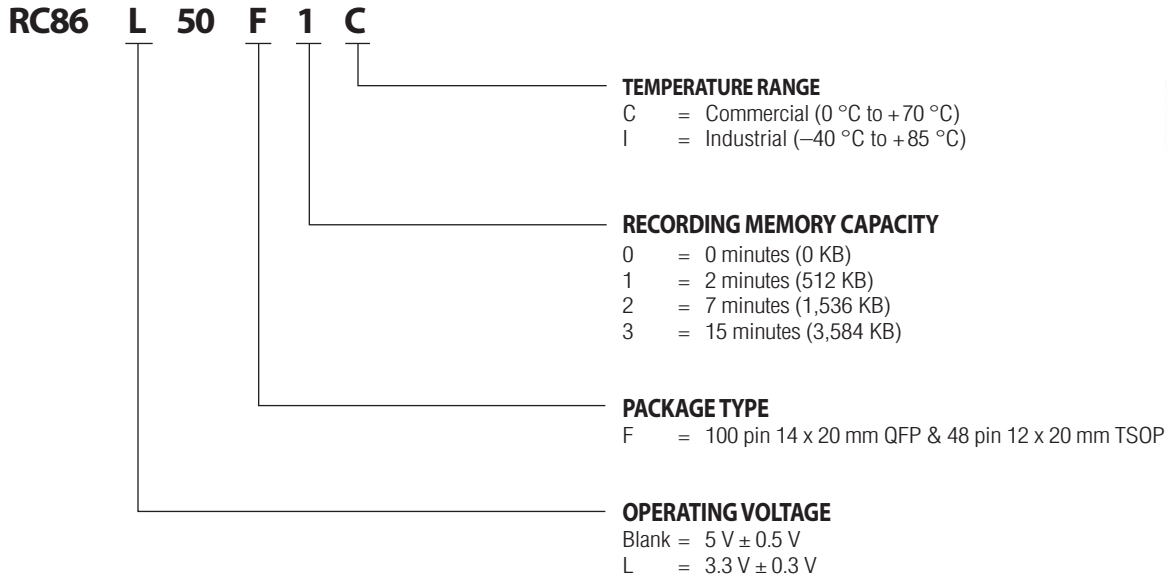 RC86 L 50 F 1 C
TEMPERATURE RANGE
C = Commercial (0 °C to +70 °C)
I = Industrial (–40 °C to +85 °C)
RECORDING MEMORY CAPACITY
0 = 0 minutes (0 KB)
1 = 2 minutes (512 KB)
2 = 7 minutes (1,536 KB)
3 = 15 minutes (3,584 KB)
PACKAGE TYPE
F = 100 pin 14 x 20 mm QFP & 48 pin 12 x 20 mm TSOP
OPERATING VOLTAGE
Blank = 5 V ± 0.5 V
L = 3.3 V ± 0.3 V